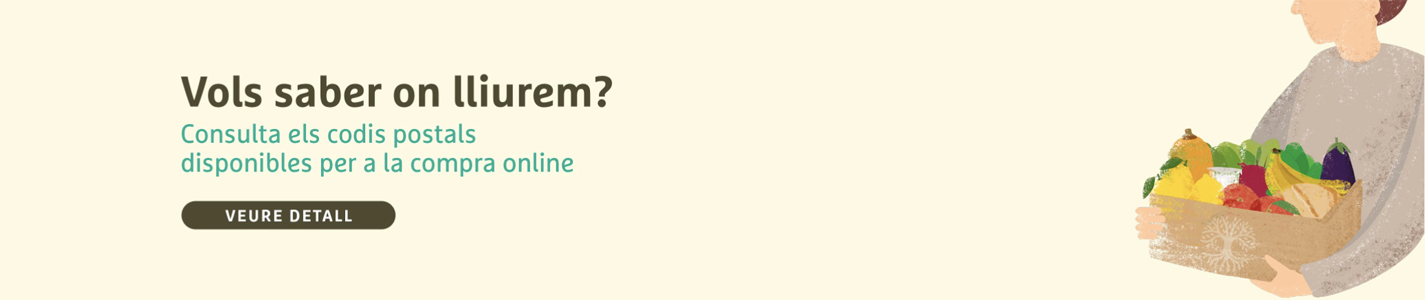 Vols saber on lliurem?
Consulta els codis postals
disponibles per a la compra online
VEURE DETALL